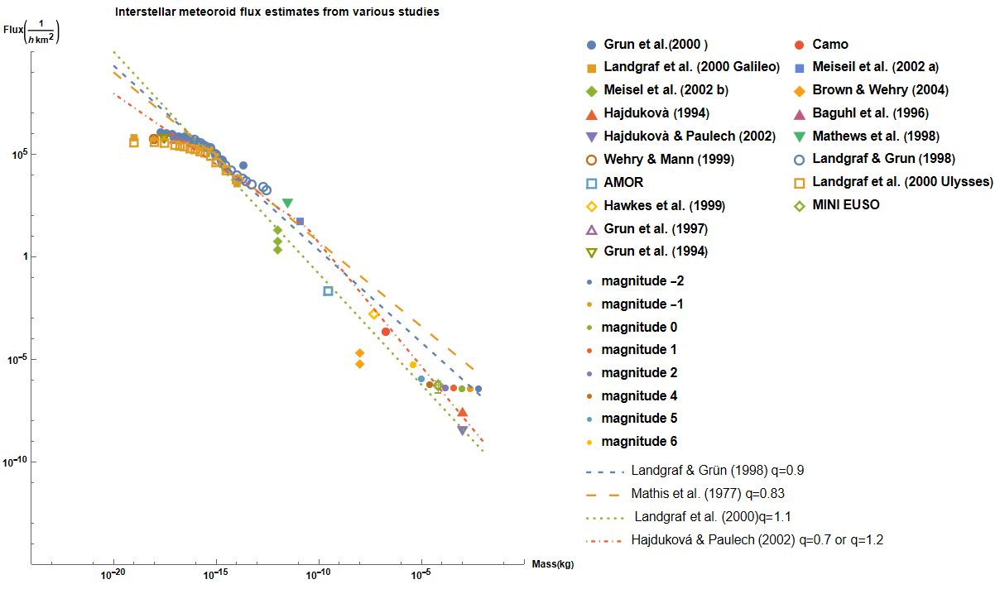 Interstellar meteoroid flux estimates from various studies
Flux(1/(h km²))
10⁵
1
10⁻⁵
10⁻¹⁰
10⁻²⁰
10⁻¹⁵
10⁻¹⁰
10⁻⁵
Mass(kg)
Grun et al.(2000 )
Landgraf et al. (2000 Galileo)
Meisel et al. (2002 b)
Hajdukovà (1994)
Hajdukovà & Paulech (2002)
Wehry & Mann (1999)
AMOR
Hawkes et al. (1999)
Grun et al. (1997)
Grun et al. (1994)
Camo
Meiseil et al. (2002 a)
Brown & Wehry (2004)
Baguhl et al. (1996)
Mathews et al. (1998)
Landgraf & Grun (1998)
Landgraf et al. (2000 Ulysses)
MINI EUSO
magnitude −2
magnitude −1
magnitude 0
magnitude 1
magnitude 2
magnitude 4
magnitude 5
magnitude 6
Landgraf & Grün (1998) q=0.9
Mathis et al. (1977) q=0.83
Landgraf et al. (2000)q=1.1
Hajduková & Paulech (2002) q=0.7 or q=1.2